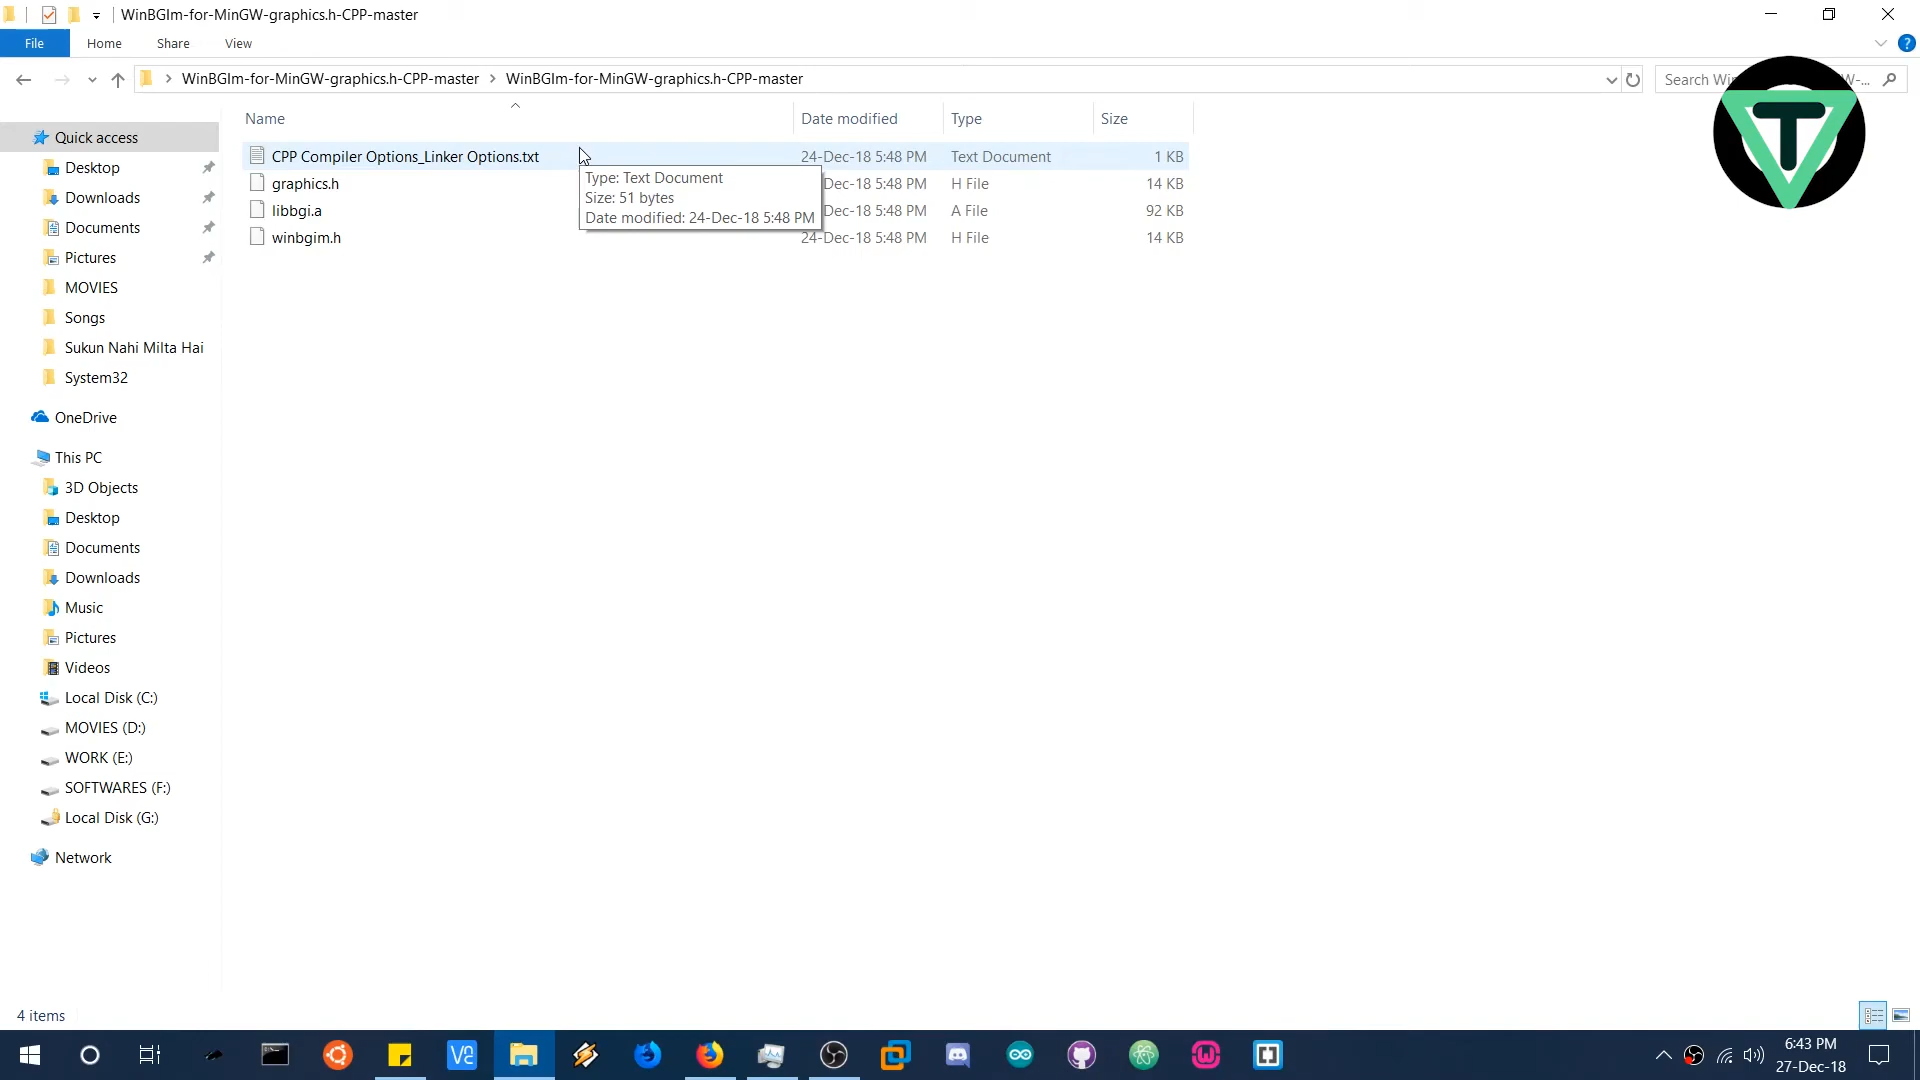 WinBGIm-for-MinGW-graphics.h-CPP-master
File
Home
Share
View
WinBGIm-for-MinGW-graphics.h-CPP-master
WinBGIm-for-MinGW-graphics.h-CPP-master
Search Wi
W-...
Name
Date modified
Type
Size
CPP Compiler Options_Linker Options.txt
24-Dec-18 5:48 PM
Text Document
1 KB
graphics.h
Dec-18 5:48 PM
H File
14 KB
libbgi.a
Dec-18 5:48 PM
A File
92 KB
winbgim.h
24-Dec-18 5:48 PM
H File
14 KB
Type: Text Document
Size: 51 bytes
Date modified: 24-Dec-18 5:48 PM
T
Quick access
Desktop
Downloads
Documents
Pictures
MOVIES
Songs
Sukun Nahi Milta Hai
System32
OneDrive
This PC
3D Objects
Desktop
Documents
Downloads
Music
Pictures
Videos
Local Disk (C:)
MOVIES (D:)
WORK (E:)
SOFTWARES (F:)
Local Disk (G:)
Network
4 items
6:43 PM
27-Dec-18